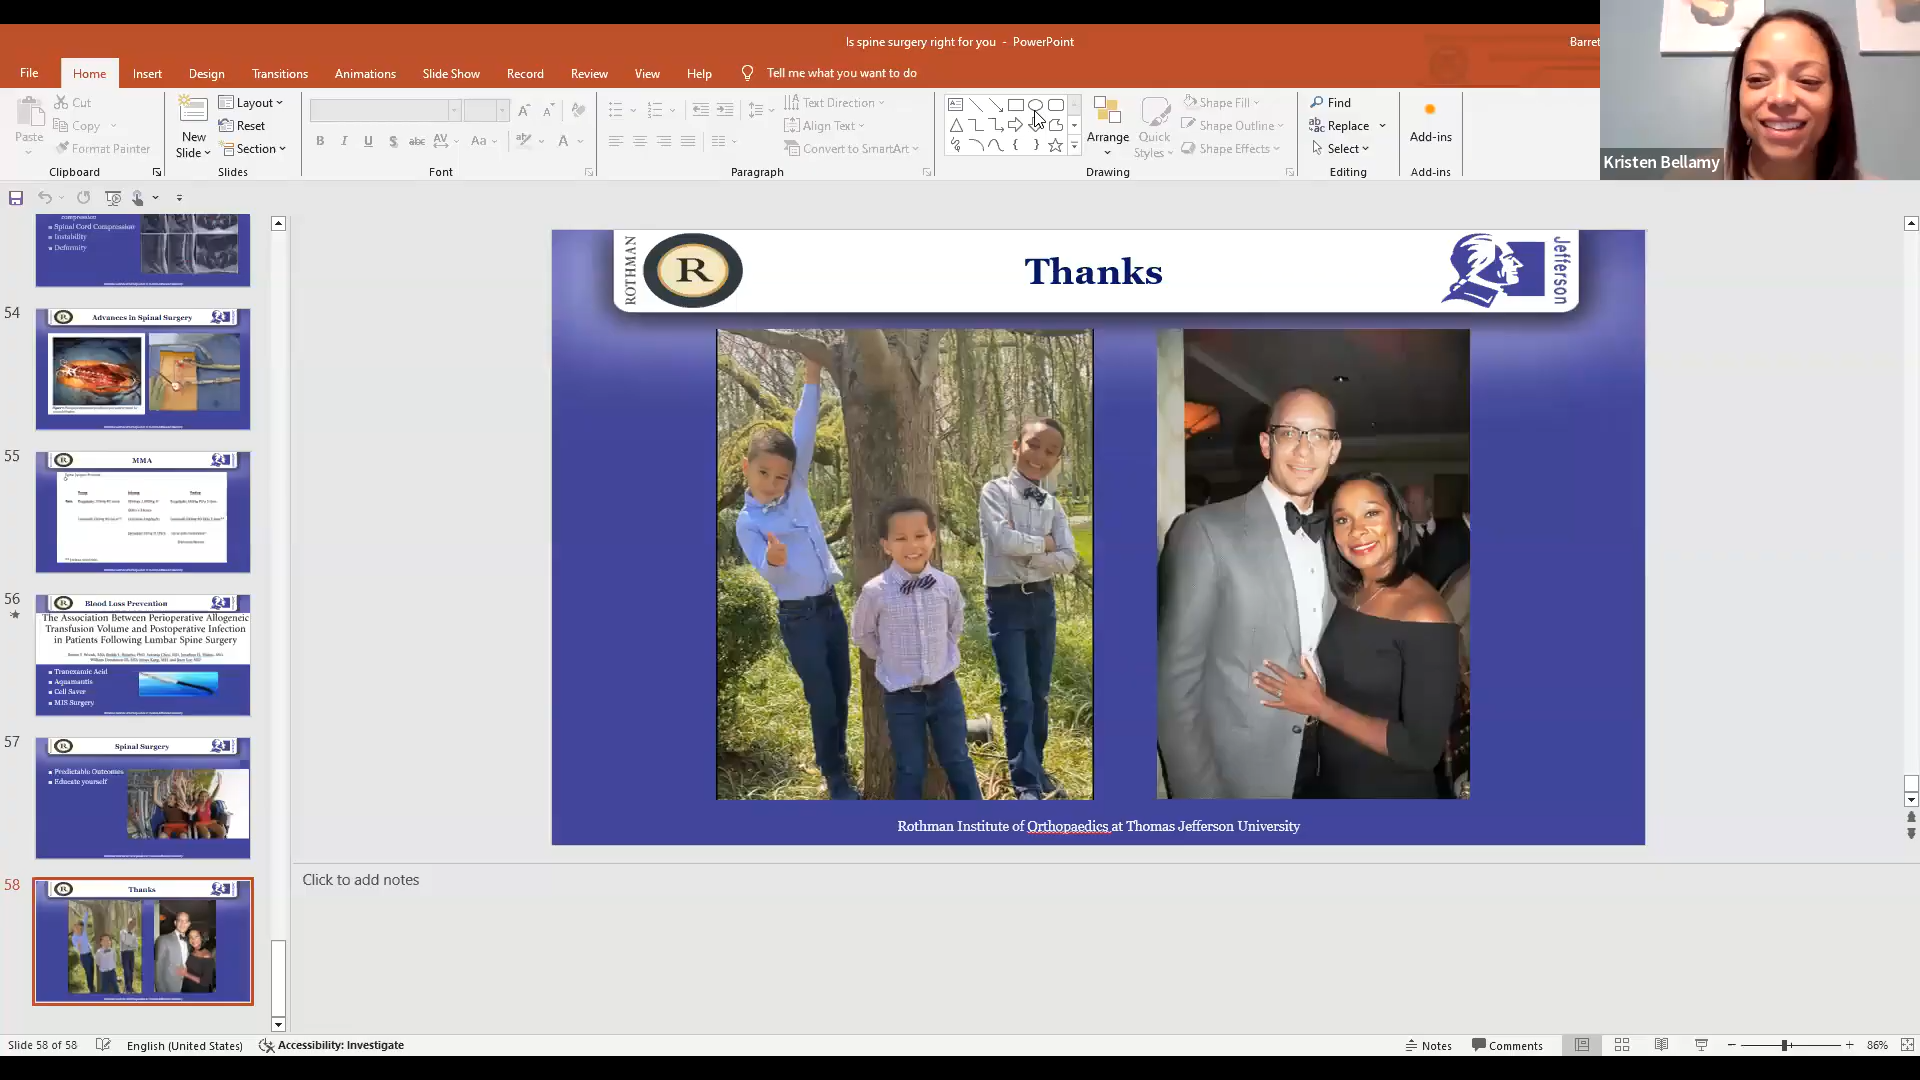 Is spine surgery right for you - PowerPoint
Barret
File Home Insert Design Transitions Animations Slide Show Record Review View Help Tell me what you want to do
Paste
Cut
Copy
Format Painter
Clipboard
New
Slide
Layout
Reset
Section
Slides
B I U S abc AV Aa A
Font
Text Direction
Align Text
Convert to SmartArt
Paragraph
Arrange
Quick
Styles
Shape Fill
Shape Outline
Shape Effects
Drawing
Find
Replace
Select
Editing
Add-ins
Add-ins
Kristen Bellamy
compression
Spinal Cord Compression
Instability
Deformity
54
Advances in Spinal Surgery
55
MMA
56
Blood Loss Prevention
The Association Between Perioperative Allogeneic
Transfusion Volume and Postoperative Infection
in Patients Following Lumbar Spine Surgery
Tranexamic Acid
Aquamantis
Cell Saver
MIS Surgery
57
Spinal Surgery
Predictable Outcomes
Educate yourself
58
Thanks
ROTHMAN
R
Thanks
Jefferson
Rothman Institute of Orthopaedics at Thomas Jefferson University
Click to add notes
Slide 58 of 58
English (United States)
Accessibility: Investigate
Notes
Comments
86%